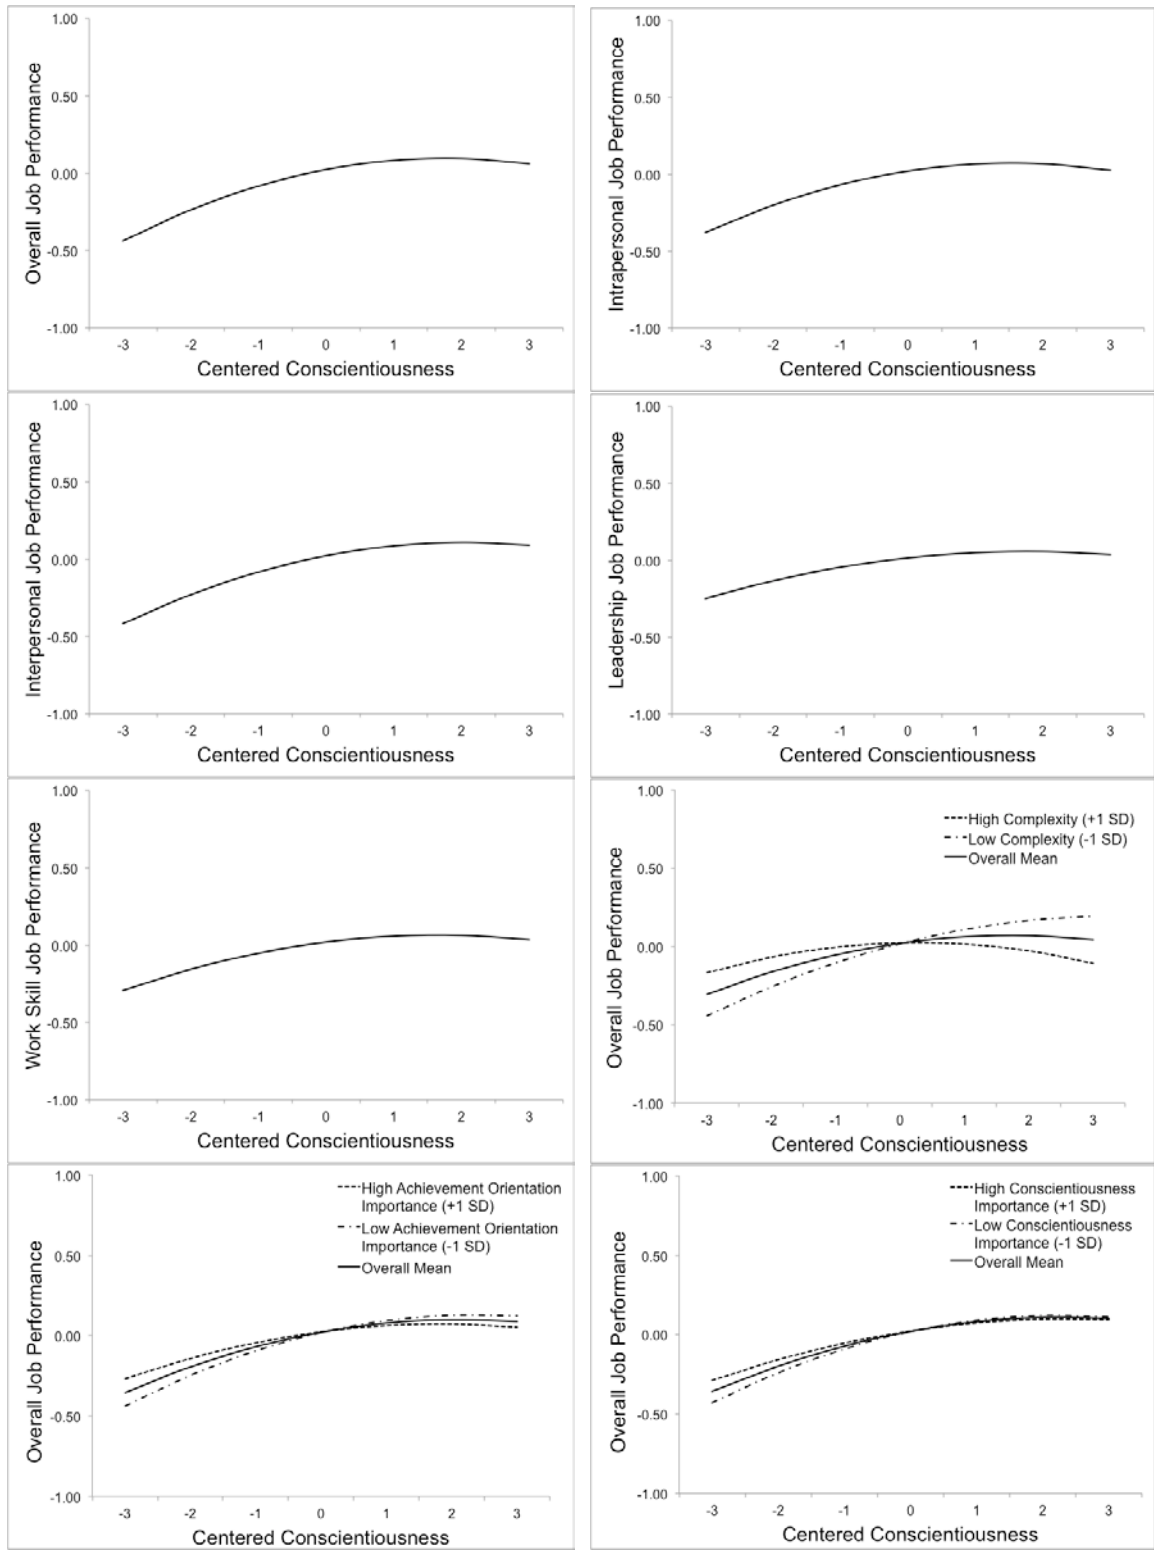 1.00
0.50
0.00
-0.50
-1.00
Overall Job Performance
-3 -2 -1 0 1 2 3
Centered Conscientiousness
1.00
0.50
0.00
-0.50
-1.00
Intrapersonal Job Performance
-3 -2 -1 0 1 2 3
Centered Conscientiousness
1.00
0.50
0.00
-0.50
-1.00
Interpersonal Job Performance
-3 -2 -1 0 1 2 3
Centered Conscientiousness
1.00
0.50
0.00
-0.50
-1.00
Leadership Job Performance
-3 -2 -1 0 1 2 3
Centered Conscientiousness
1.00
0.50
0.00
-0.50
-1.00
Work Skill Job Performance
-3 -2 -1 0 1 2 3
Centered Conscientiousness
1.00
0.50
0.00
-0.50
-1.00
Overall Job Performance
High Complexity (+1 SD)
Low Complexity (-1 SD)
Overall Mean
-3 -2 -1 0 1 2 3
Centered Conscientiousness
1.00
0.50
0.00
-0.50
-1.00
Overall Job Performance
High Achievement Orientation
Importance (+1 SD)
Low Achievement Orientation
Importance (-1 SD)
Overall Mean
-3 -2 -1 0 1 2 3
Centered Conscientiousness
1.00
0.50
0.00
-0.50
-1.00
Overall Job Performance
High Conscientiousness
Importance (+1 SD)
Low Conscientiousness
Importance (-1 SD)
Overall Mean
-3 -2 -1 0 1 2 3
Centered Conscientiousness